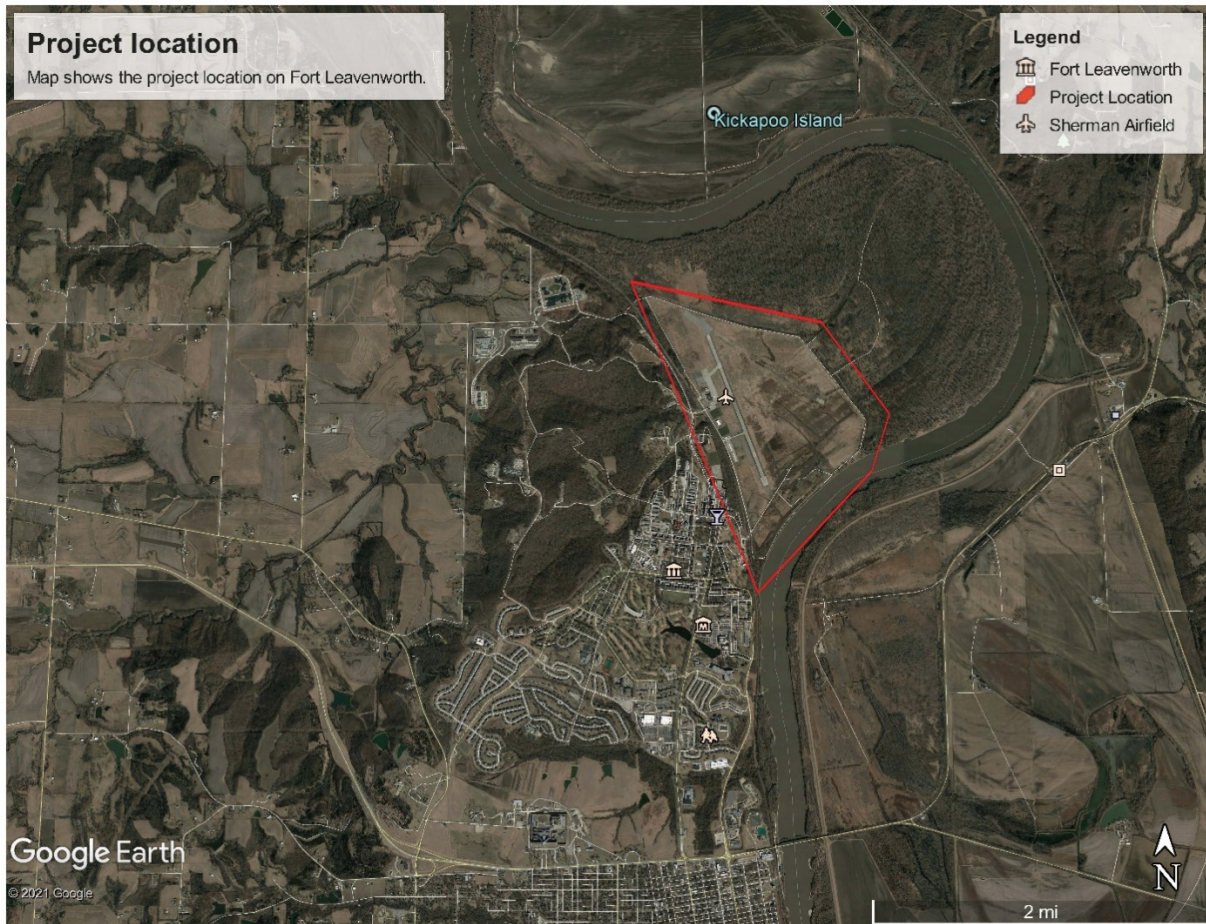 Project location
Map shows the project location on Fort Leavenworth.
Legend
Fort Leavenworth
Project Location
Sherman Airfield
Kickapoo Island
Google Earth
© 2021 Google
N
2 mi